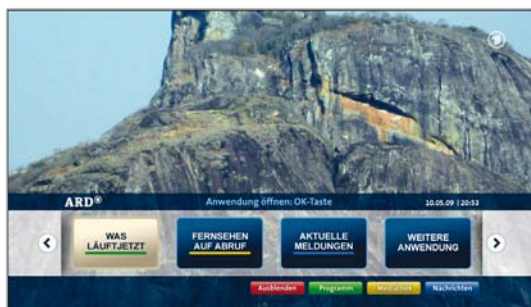 ARD®
Anwendung öffnen: OK-Taste
20.05.09 | 20:53
WAS
LÄUFTJETZT
FERNSEHEN
AUF ABRUF
AKTUELLE
MELDUNGEN
WEITERE
ANWENDUNG
Ausblenden
Programm
Mediathek
Nachrichten